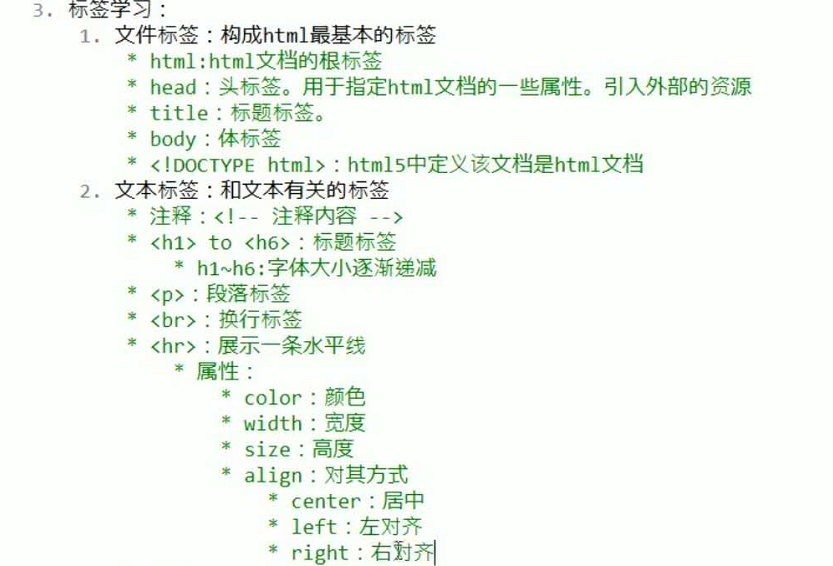 3. 标签学习：
1. 文件标签：构成html最基本的标签
* html:html文档的根标签
* head：头标签。用于指定html文档的一些属性。引入外部的资源
* title：标题标签。
* body：体标签
* <!DOCTYPE html>：html5中定义该文档是html文档
2. 文本标签：和文本有关的标签
* 注释：<!-- 注释内容 -->
* <h1> to <h6>：标题标签
* h1~h6:字体大小逐渐递减
* <p>：段落标签
* <br>：换行标签
* <hr>：展示一条水平线
* 属性：
* color：颜色
* width：宽度
* size：高度
* align：对其方式
* center：居中
* left：左对齐
* right：右对齐